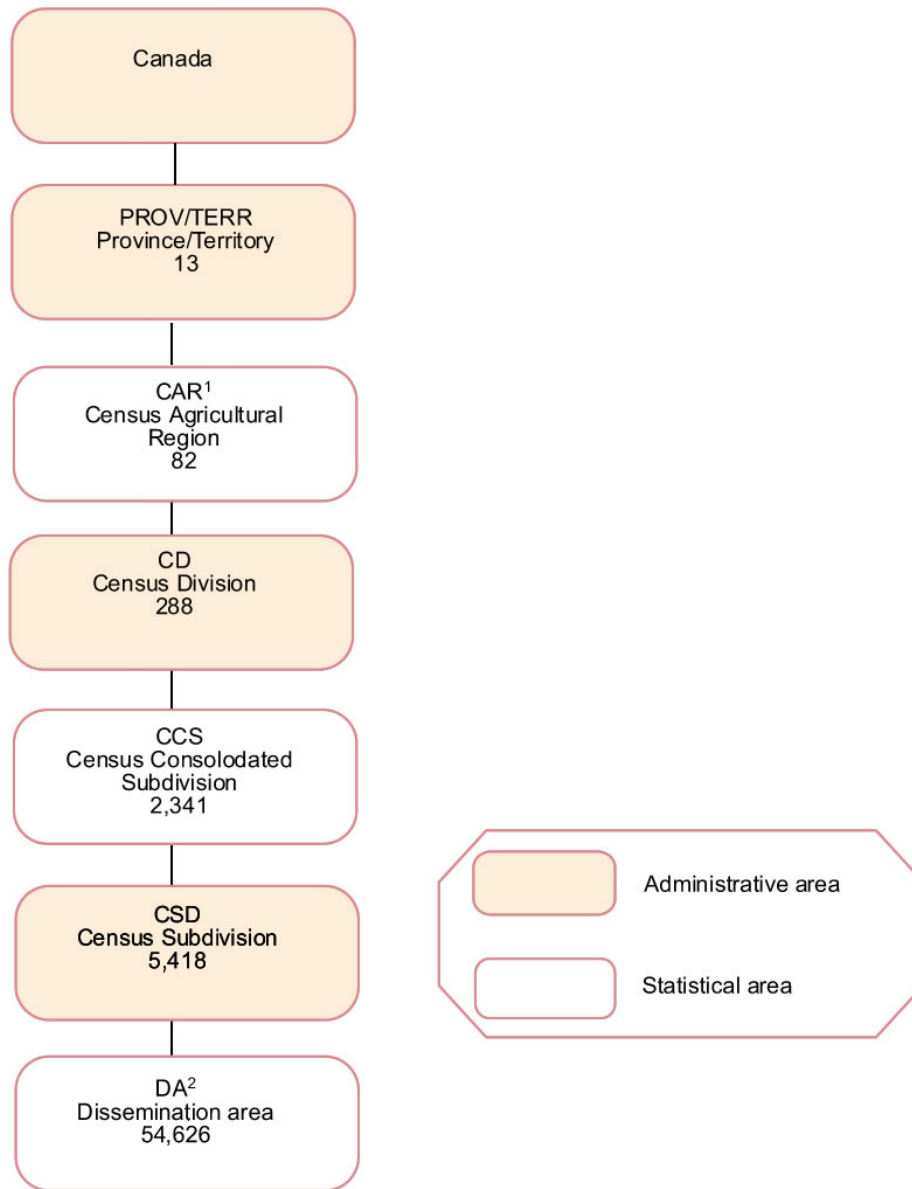 Canada
PROV/TERR
Province/Territory
13
CAR¹
Census Agricultural
Region
82
CD
Census Division
288
CCS
Census Consolodated
Subdivision
2,341
CSD
Census Subdivision
5,418
DA²
Dissemination area
54,626
Administrative area
Statistical area